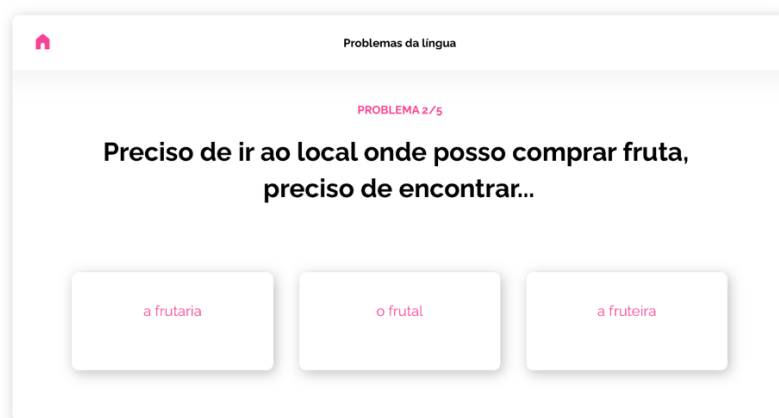 Problemas da língua
PROBLEMA 2/5
Preciso de ir ao local onde posso comprar fruta,
preciso de encontrar...
a frutaria
o frutal
a fruteira